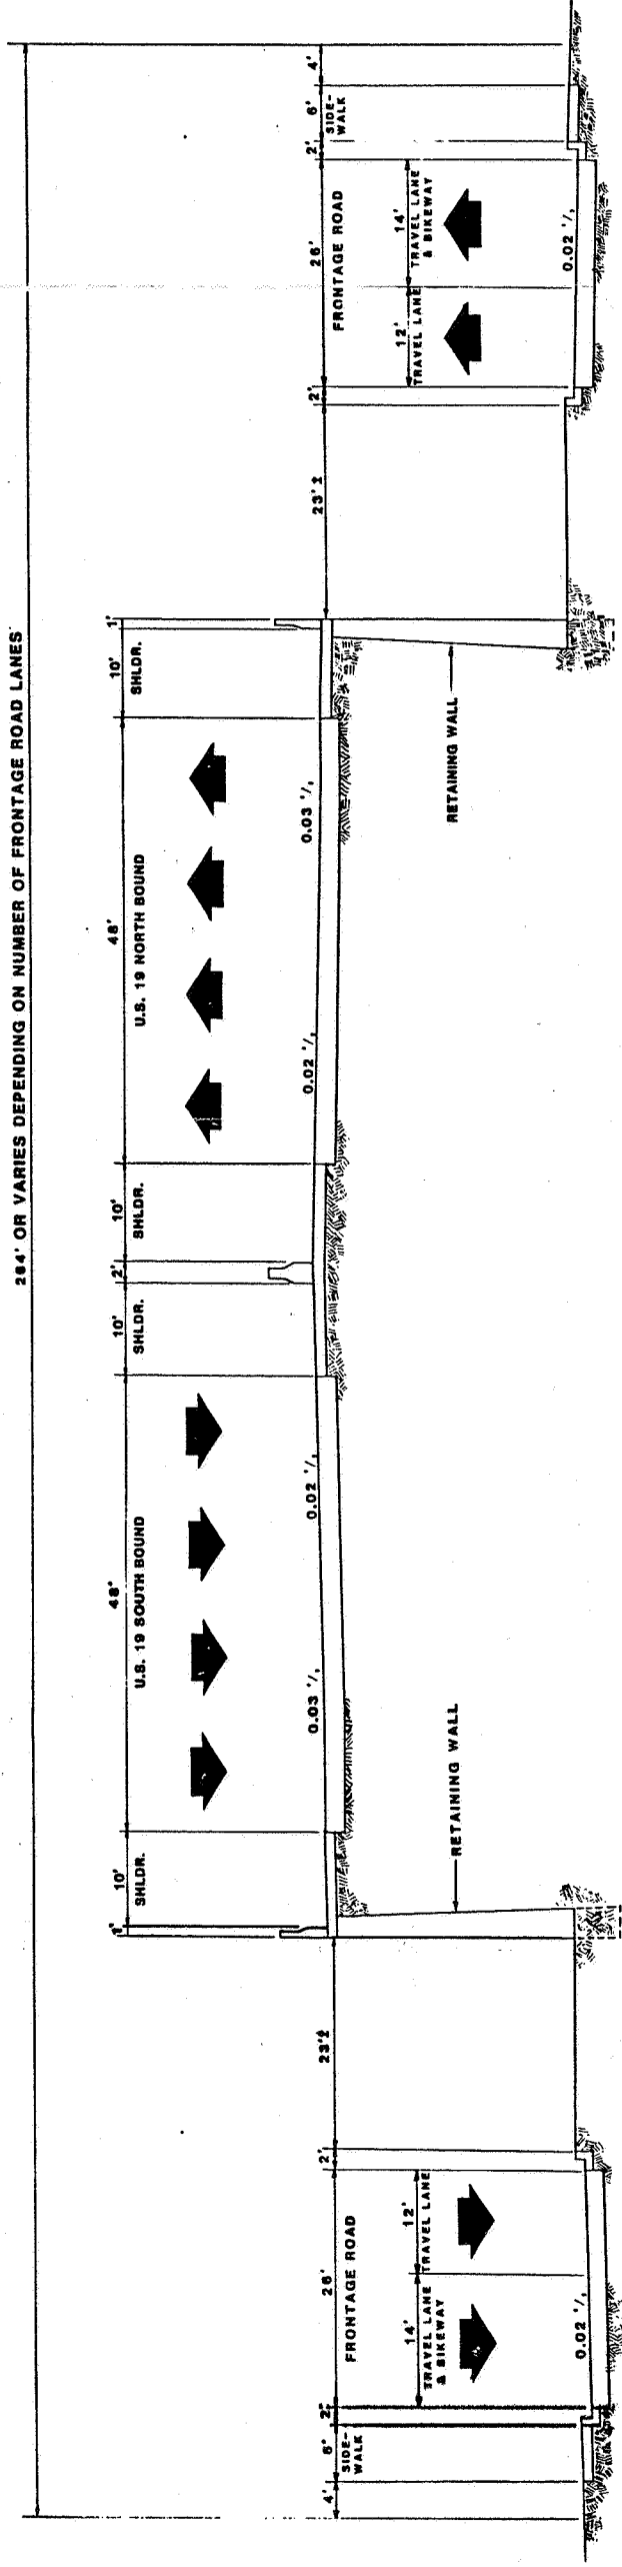 264' OR VARIES DEPENDING ON NUMBER OF FRONTAGE ROAD LANES
1' 10' 48' 10' 2' 10' 48' 10' 1'
SHLDR. U.S. 19 SOUTH BOUND SHLDR. SHLDR. U.S. 19 NORTH BOUND SHLDR.
0.03 '/, 0.02 '/, 0.02 '/, 0.03 '/,
4' 6' 2' 26' 2' 23'± 23'± 2' 26' 2' 6' 4'
SIDE-
WALK
FRONTAGE ROAD
14' 12'
TRAVEL LANE
& BIKEWAY
TRAVEL LANE
0.02 '/,
RETAINING WALL
RETAINING WALL
FRONTAGE ROAD
12' 14'
TRAVEL LANE
TRAVEL LANE
& BIKEWAY
0.02 '/,
SIDE-
WALK